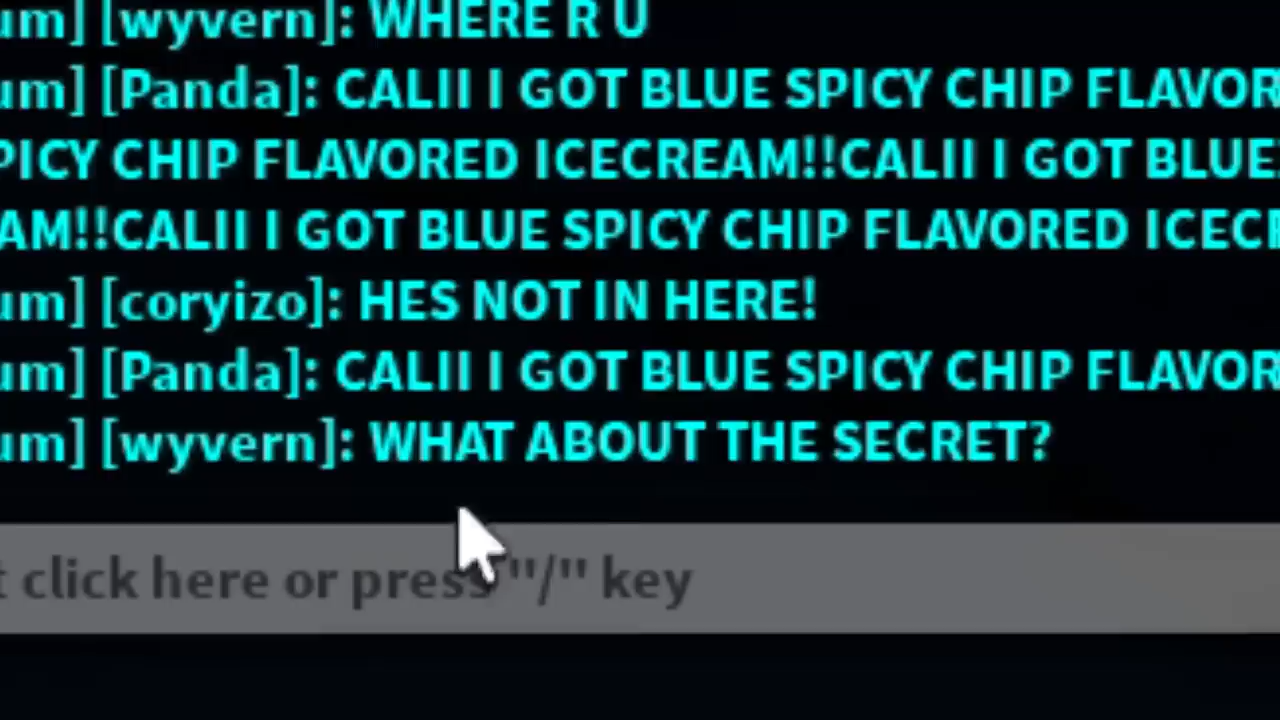 um] [wyvern]: WHERE R U
um] [Panda]: CALII I GOT BLUE SPICY CHIP FLAVOR
PICY CHIP FLAVORED ICECREAM!!CALII I GOT BLUE
AM!!CALII I GOT BLUE SPICY CHIP FLAVORED ICECR
um] [coryizo]: HES NOT IN HERE!
um] [Panda]: CALII I GOT BLUE SPICY CHIP FLAVOR
um] [wyvern]: WHAT ABOUT THE SECRET?
t click here or press "/" key